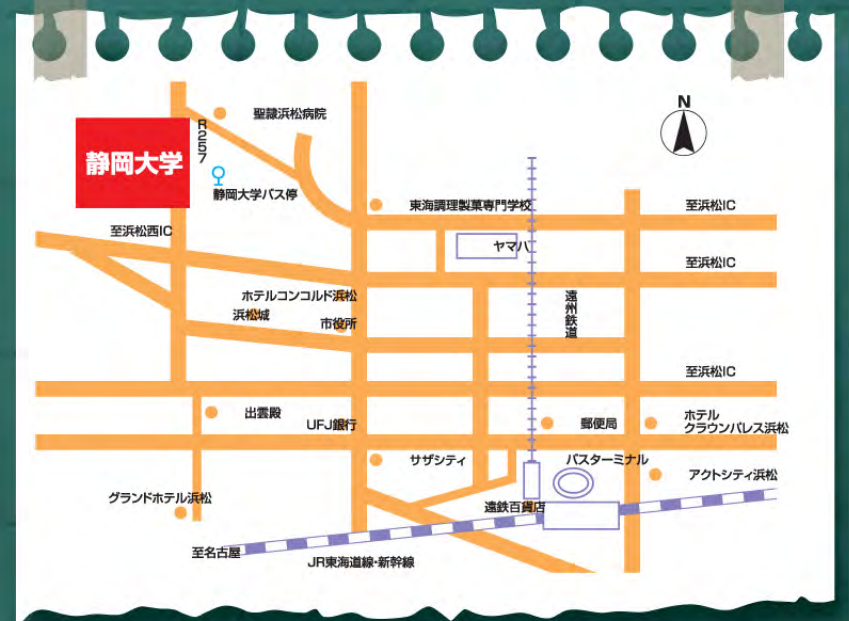 N
聖隷浜松病院
R257
静岡大学
静岡大学バス停
東海調理製菓専門学校
至浜松IC
至浜松西IC
ヤマハ
至浜松IC
ホテルコンコルド浜松
遠州鉄道
浜松城
市役所
至浜松IC
出雲殿
UFJ銀行
郵便局
ホテル
クラウンパレス浜松
サザシティ
バスターミナル
アクトシティ浜松
グランドホテル浜松
遠鉄百貨店
至名古屋
JR東海道線・新幹線